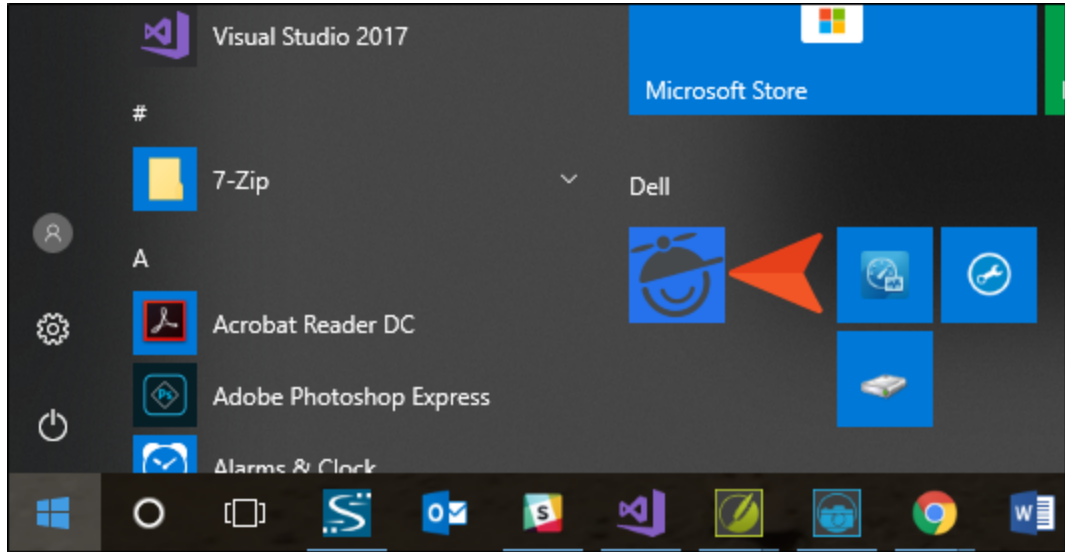 Visual Studio 2017
#
7-Zip
A
Acrobat Reader DC
Adobe Photoshop Express
Alarms & Clock
Microsoft Store
Dell